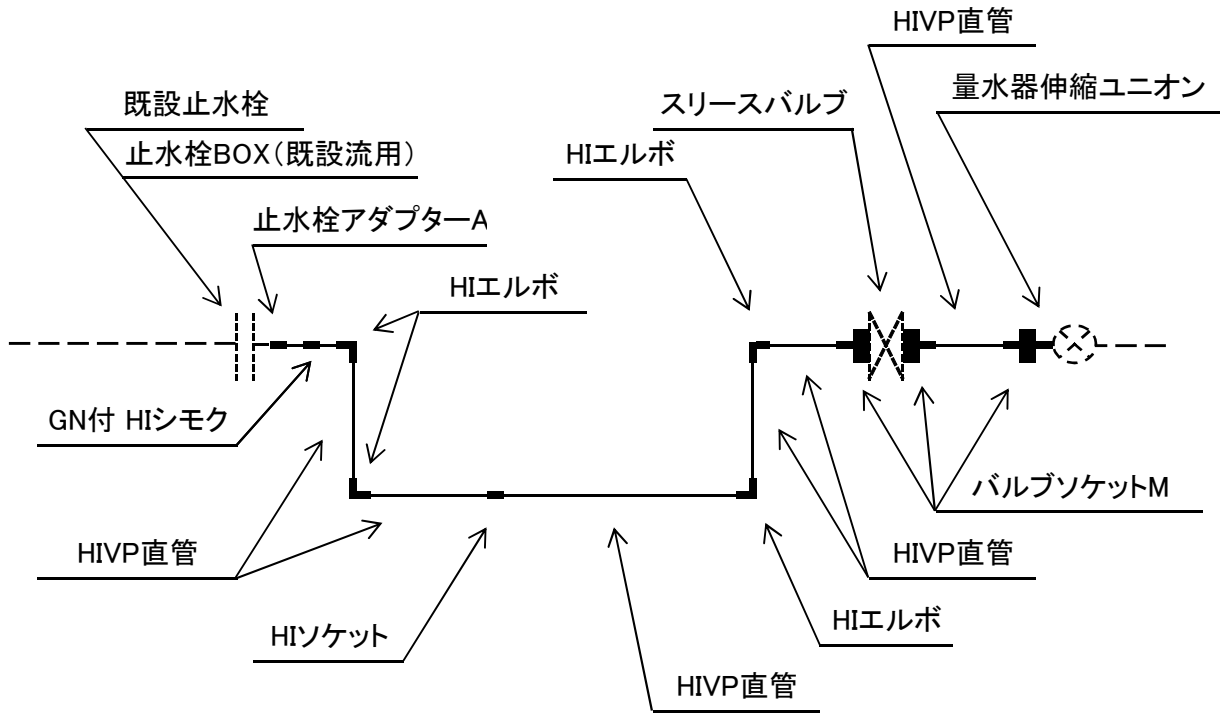 HIVP直管
既設止水栓
スリースバルブ
量水器伸縮ユニオン
止水栓BOX(既設流用)
HIエルボ
止水栓アダプターA
HIエルボ
GN付 HIシモク
バルブソケットM
HIVP直管
HIVP直管
HIソケット
HIエルボ
HIVP直管